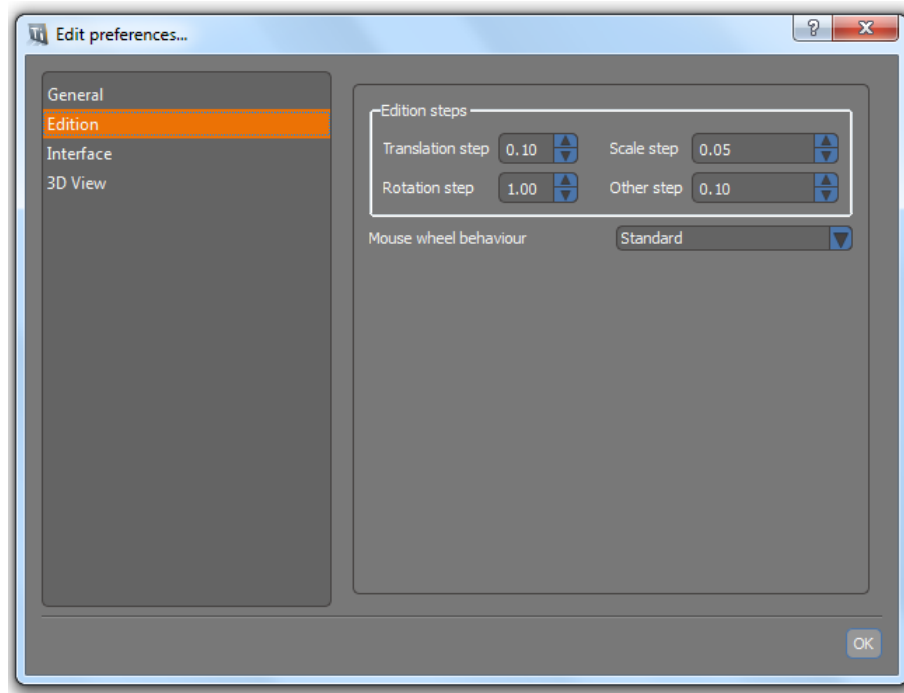 Edit preferences...
General
Edition
Interface
3D View
Edition steps
Translation step 0.10 Scale step 0.05
Rotation step 1.00 Other step 0.10
Mouse wheel behaviour Standard
OK